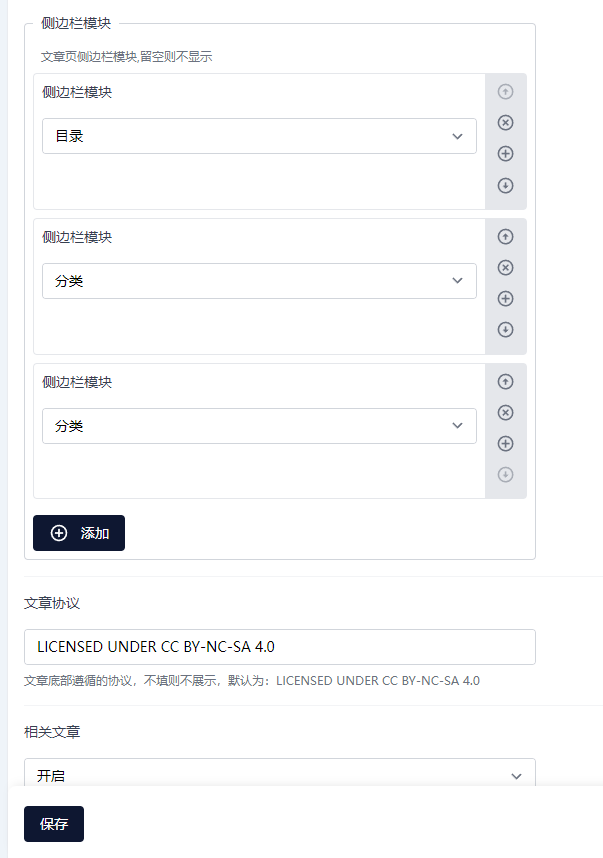 侧边栏模块
文章页侧边栏模块,留空则不显示
侧边栏模块
目录
侧边栏模块
分类
侧边栏模块
分类
添加
文章协议
LICENSED UNDER CC BY-NC-SA 4.0
文章底部遵循的协议，不填则不展示，默认为：LICENSED UNDER CC BY-NC-SA 4.0
相关文章
开启
保存